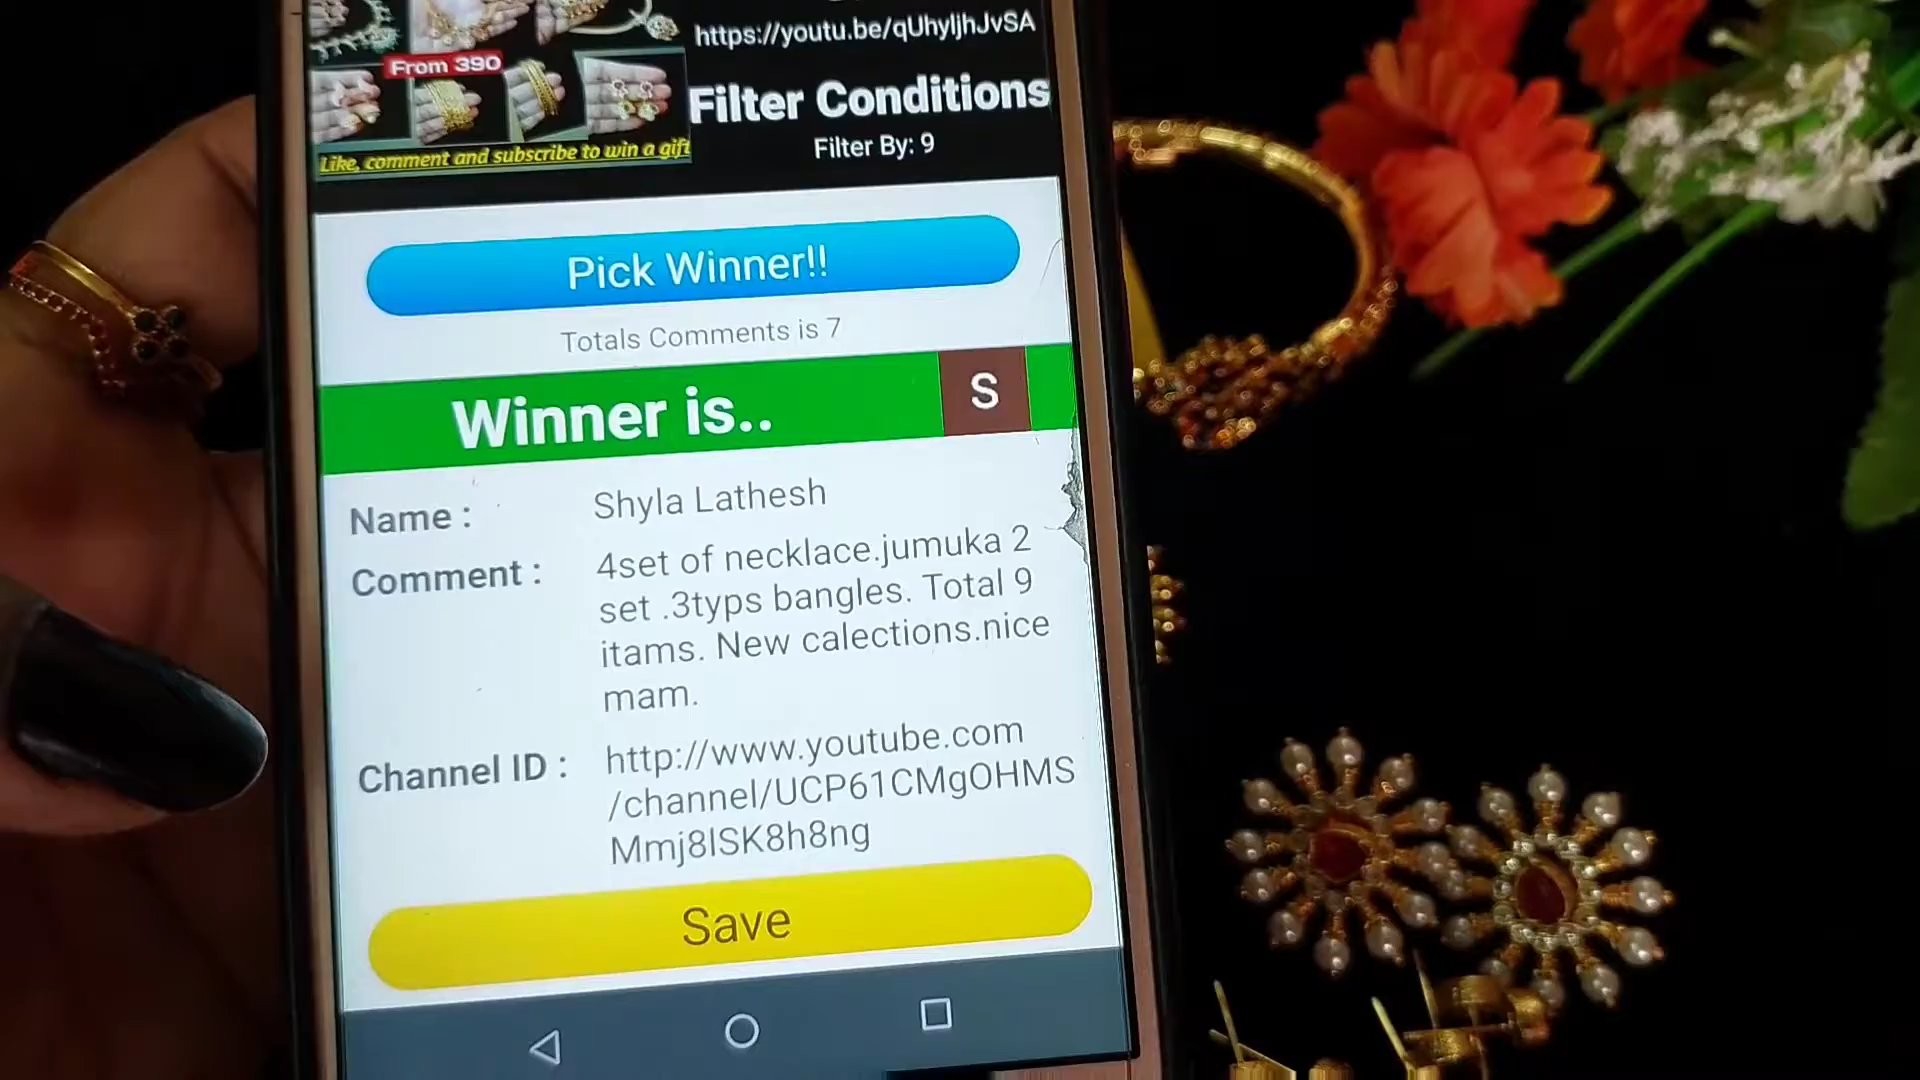 https://youtu.be/qUhyljhJvSA
From 390
Filter Conditions
Filter By: 9
Like, comment and subscribe to win a gift
Pick Winner!!
Totals Comments is 7
Winner is..
S
Name :
Shyla Lathesh
Comment :
4set of necklace.jumuka 2
set .3typs bangles. Total 9
itams. New calections.nice
mam.
Channel ID :
http://www.youtube.com
/channel/UCP61CMgOHMS
Mmj8lSK8h8ng
Save